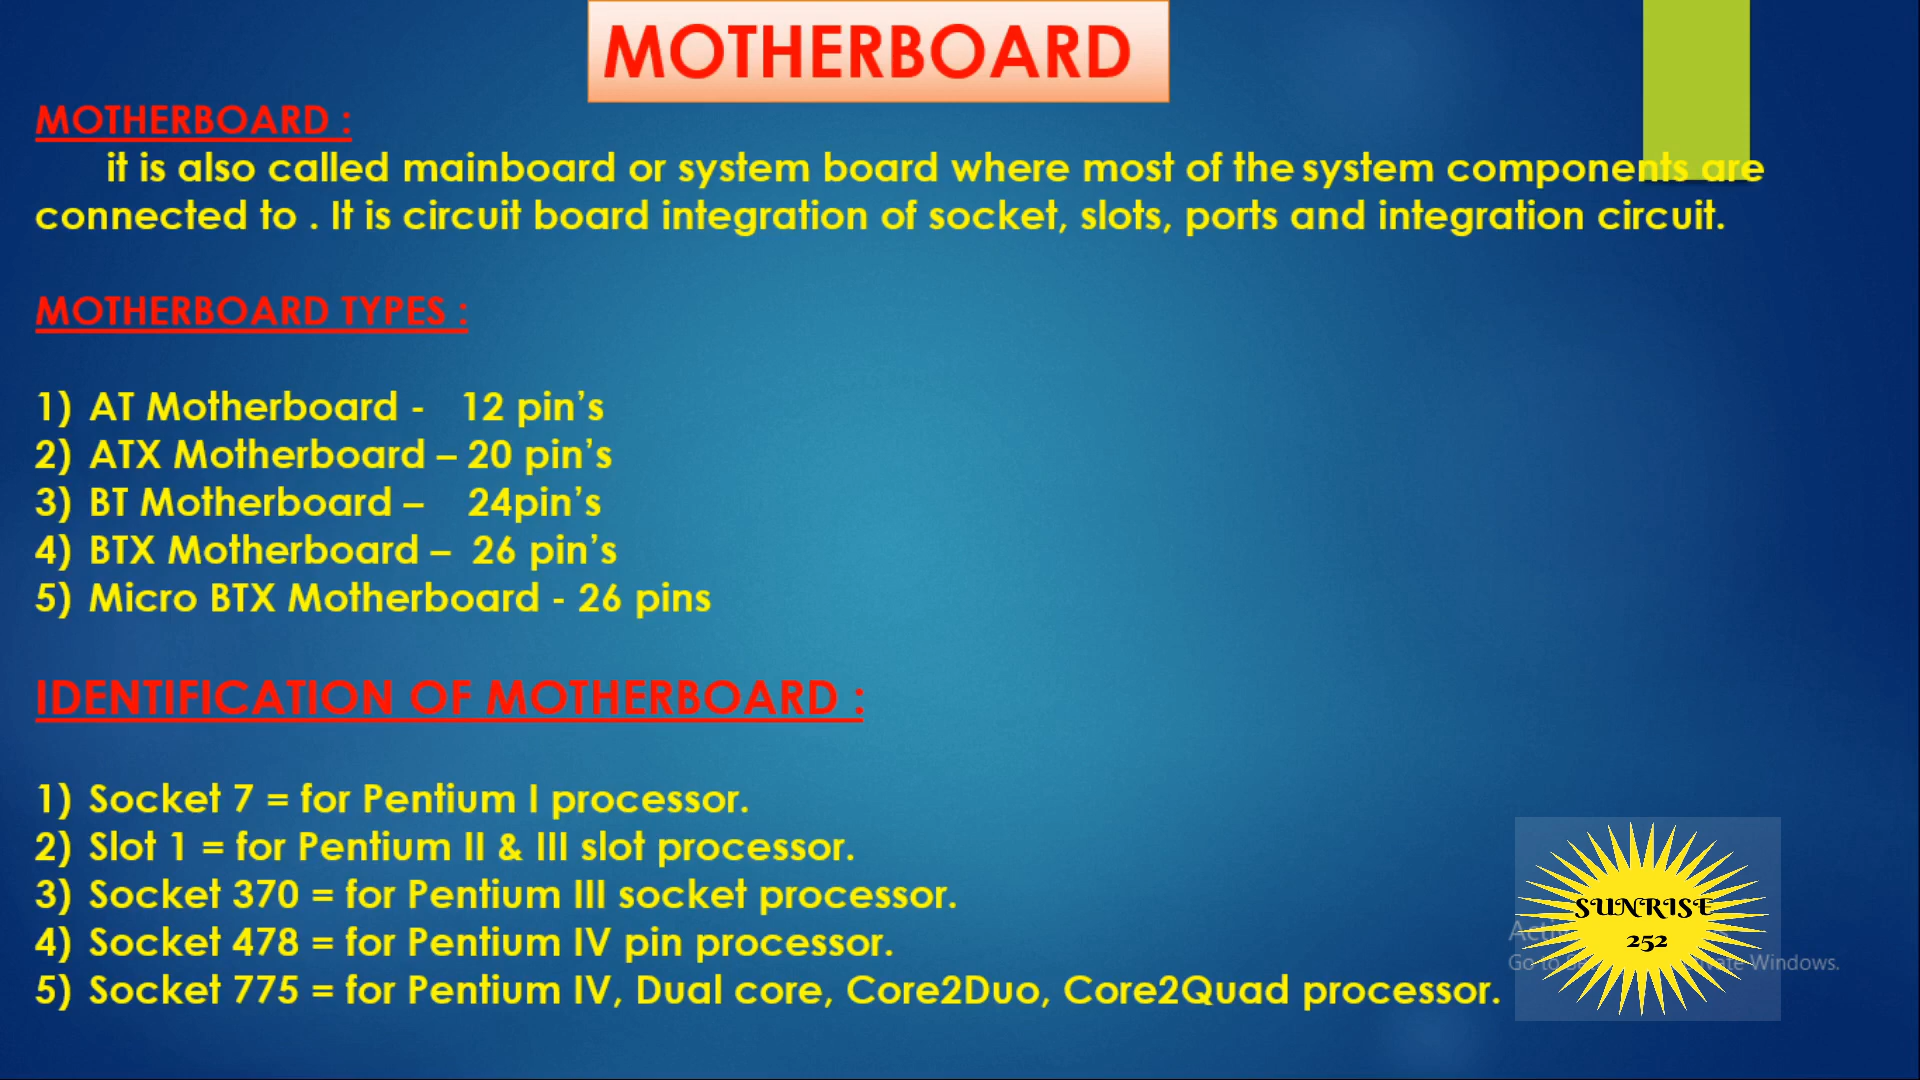 MOTHERBOARD
MOTHERBOARD :
it is also called mainboard or system board where most of the system components are
connected to . It is circuit board integration of socket, slots, ports and integration circuit.
MOTHERBOARD TYPES :
1) AT Motherboard - 12 pin’s
2) ATX Motherboard – 20 pin’s
3) BT Motherboard – 24pin’s
4) BTX Motherboard – 26 pin’s
5) Micro BTX Motherboard - 26 pins
IDENTIFICATION OF MOTHERBOARD :
1) Socket 7 = for Pentium I processor.
2) Slot 1 = for Pentium II & III slot processor.
3) Socket 370 = for Pentium III socket processor.
4) Socket 478 = for Pentium IV pin processor.
5) Socket 775 = for Pentium IV, Dual core, Core2Duo, Core2Quad processor.
SUNRISE
252
Go to Windows.